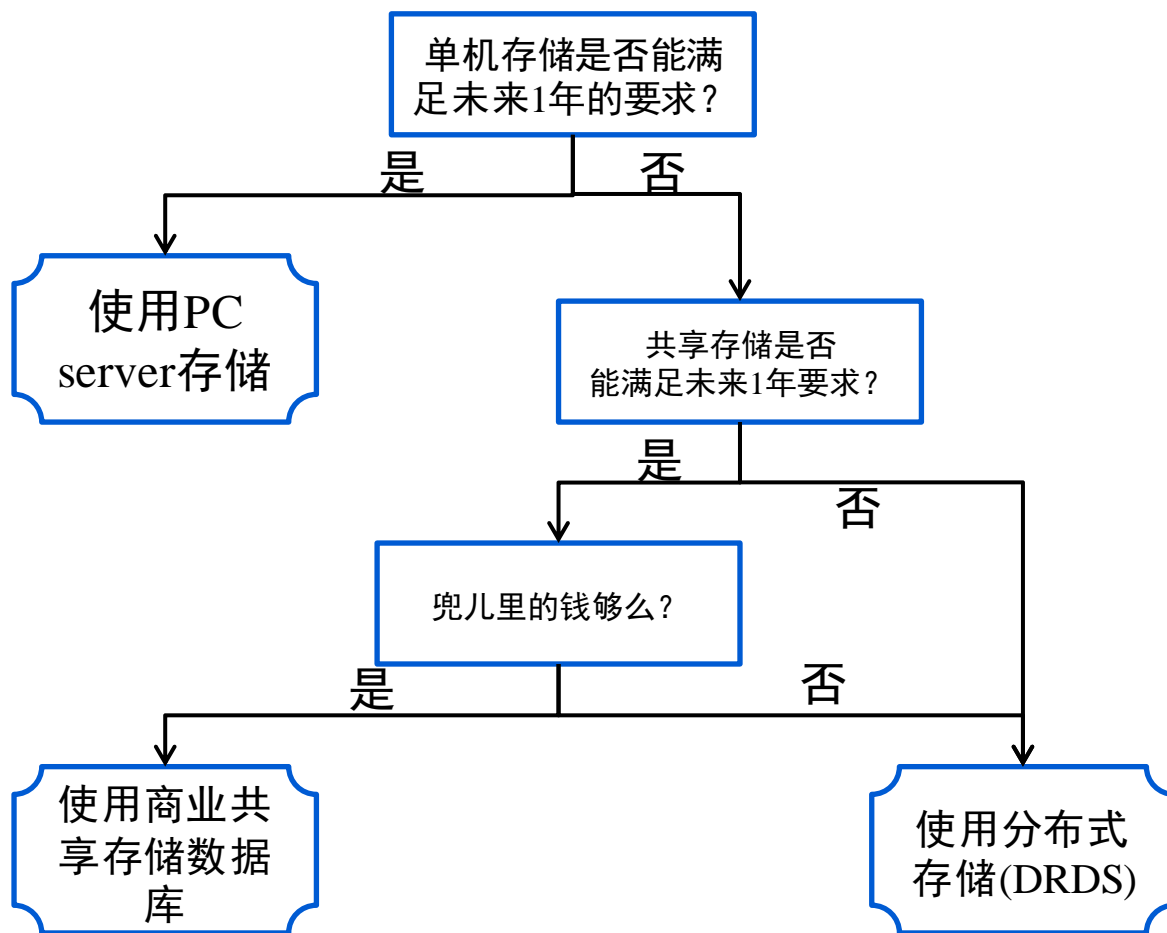 单机存储是否能满
足未来1年的要求？
是
否
使用PC
server存储
共享存储是否
能满足未来1年要求？
是
否
兜儿里的钱够么？
是
否
使用商业共
享存储数据
库
使用分布式
存储(DRDS)